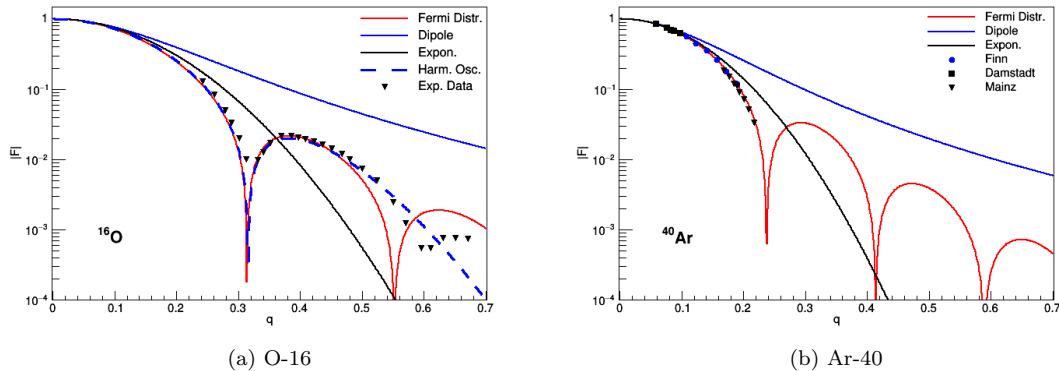 1
10⁻¹
10⁻²
10⁻³
10⁻⁴
|F|
Fermi Distr.
Dipole
Expon.
Harm. Osc.
Exp. Data
¹⁶O
0 0.1 0.2 0.3 0.4 0.5 0.6 0.7
q
(a) O-16
1
10⁻¹
10⁻²
10⁻³
10⁻⁴
|F|
Fermi Distr.
Dipole
Expon.
Finn
Damstadt
Mainz
⁴⁰Ar
0 0.1 0.2 0.3 0.4 0.5 0.6 0.7
q
(b) Ar-40